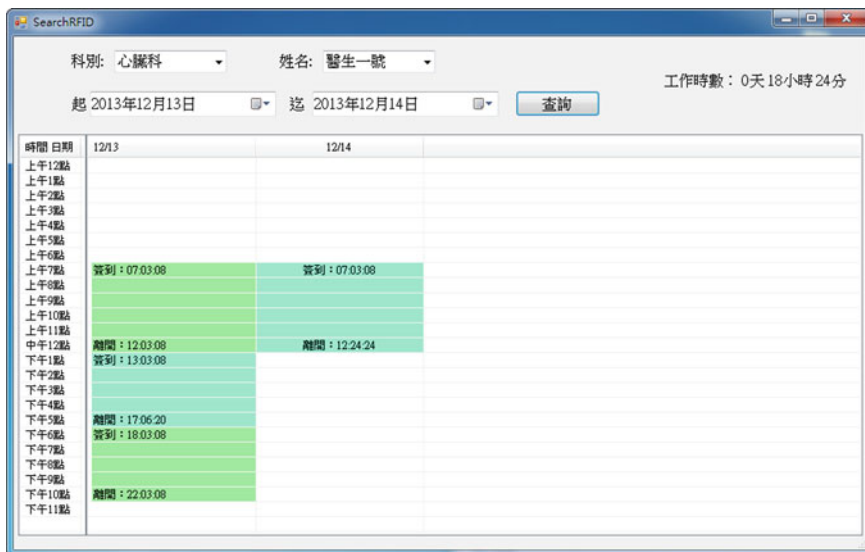 SearchRFID
科別: 心臟科 姓名: 醫生一號
工作時數：0天18小時24分
起 2013年12月13日 迄 2013年12月14日 查詢
時間 日期 12/13 12/14
上午12點
上午1點
上午2點
上午3點
上午4點
上午5點
上午6點
上午7點 簽到：07:03:08 簽到：07:03:08
上午8點
上午9點
上午10點
上午11點
中午12點 離開：12:03:08 離開：12:24:24
下午1點 簽到：13:03:08
下午2點
下午3點
下午4點
下午5點 離開：17:06:20
下午6點 簽到：18:03:08
下午7點
下午8點
下午9點
下午10點 離開：22:03:08
下午11點